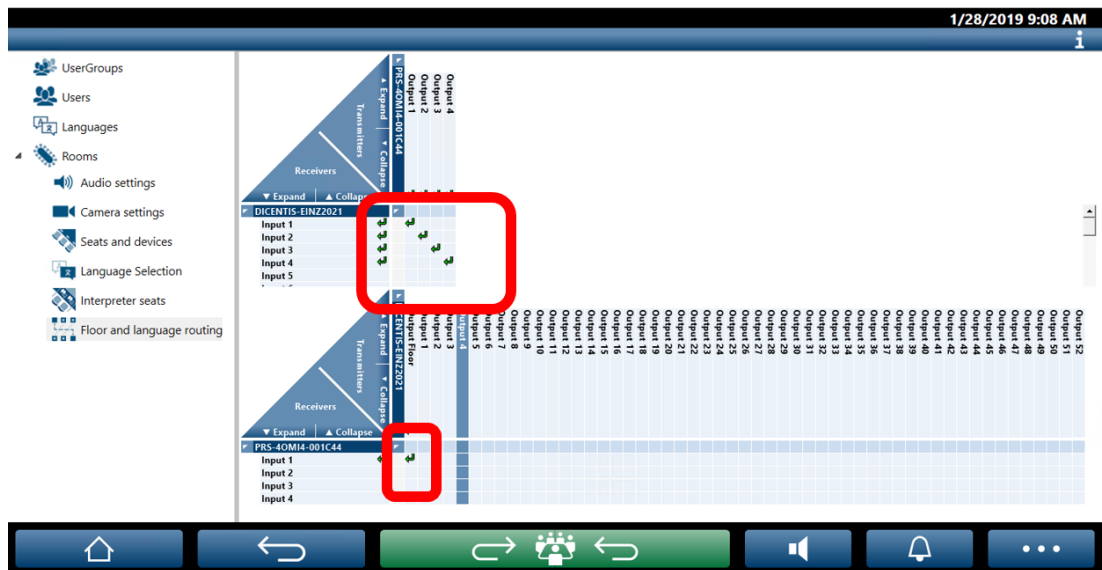 1/28/2019 9:08 AM
i
UserGroups
Users
Languages
Rooms
Audio settings
Camera settings
Seats and devices
Language Selection
Interpreter seats
Floor and language routing
PRS-4OMI4-001C44
Output 1
Output 2
Output 3
Output 4
▲ Expand
▼ Collapse
Transmitters
Receivers
▼ Expand
▲ Collapse
DICENTIS-EINZ2021
Input 1
Input 2
Input 3
Input 4
Input 5
Output Floor
Output 1
Output 2
Output 3
Output 4
Output 5
Output 6
Output 7
Output 8
Output 9
Output 10
Output 11
Output 12
Output 13
Output 14
Output 15
Output 16
Output 17
Output 18
Output 19
Output 20
Output 21
Output 22
Output 23
Output 24
Output 25
Output 26
Output 27
Output 28
Output 29
Output 30
Output 31
Output 32
Output 33
Output 34
Output 35
Output 36
Output 37
Output 38
Output 39
Output 40
Output 41
Output 42
Output 43
Output 44
Output 45
Output 46
Output 47
Output 48
Output 49
Output 50
Output 51
Output 52
Expand
▼ Collapse
Transmitters
Receivers
▼ Expand
▲ Collapse
PRS-4OMI4-001C44
Input 1
Input 2
Input 3
Input 4